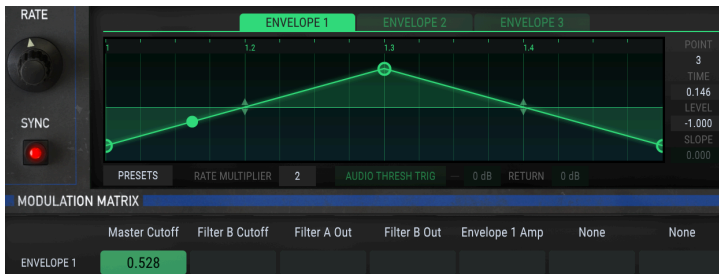 RATE
ENVELOPE 1 ENVELOPE 2 ENVELOPE 3
1 1.2 1.3 1.4
POINT
3
TIME
0.146
LEVEL
-1.000
SLOPE
0.000
SYNC
PRESETS RATE MULTIPLIER 2 AUDIO THRESH TRIG — 0 dB RETURN 0 dB
MODULATION MATRIX
Master Cutoff Filter B Cutoff Filter A Out Filter B Out Envelope 1 Amp None None
ENVELOPE 1 0.528